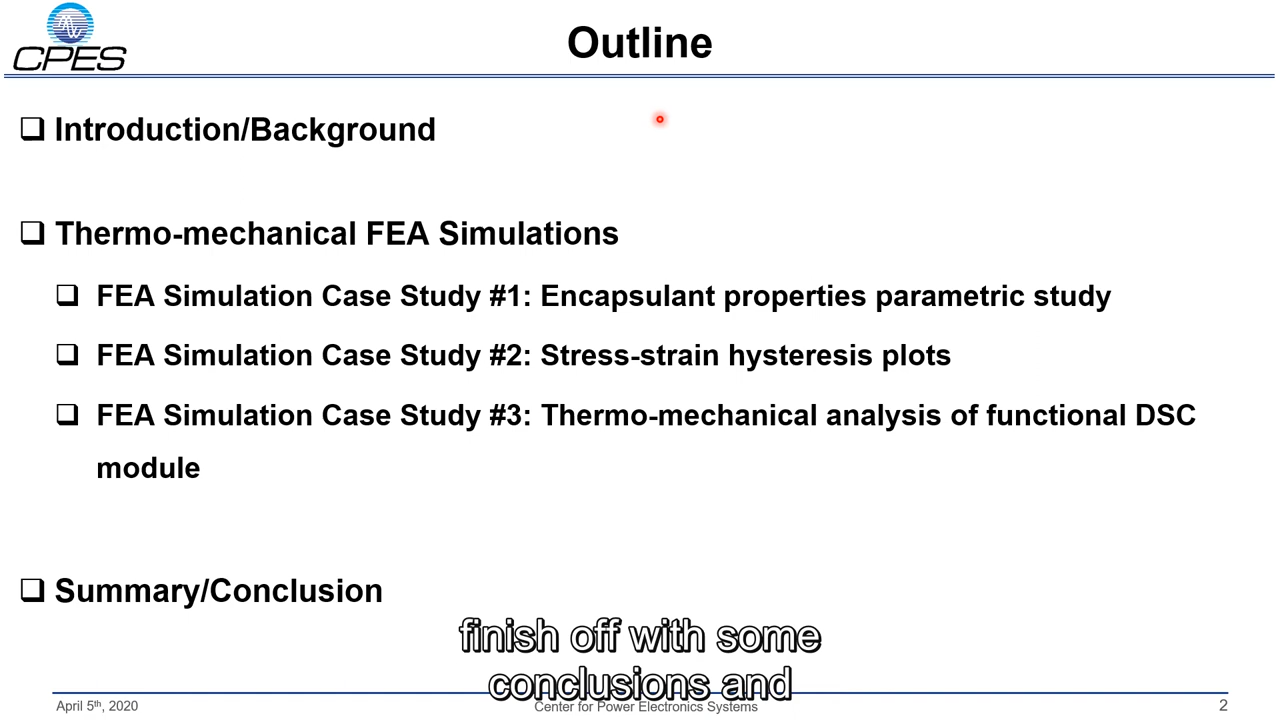 CPES
Outline
❑ Introduction/Background
❑ Thermo-mechanical FEA Simulations
❑ FEA Simulation Case Study #1: Encapsulant properties parametric study
❑ FEA Simulation Case Study #2: Stress-strain hysteresis plots
❑ FEA Simulation Case Study #3: Thermo-mechanical analysis of functional DSC
module
❑ Summary/Conclusion
finish off with some
conclusions and
April 5th, 2020
Center for Power Electronics Systems
2